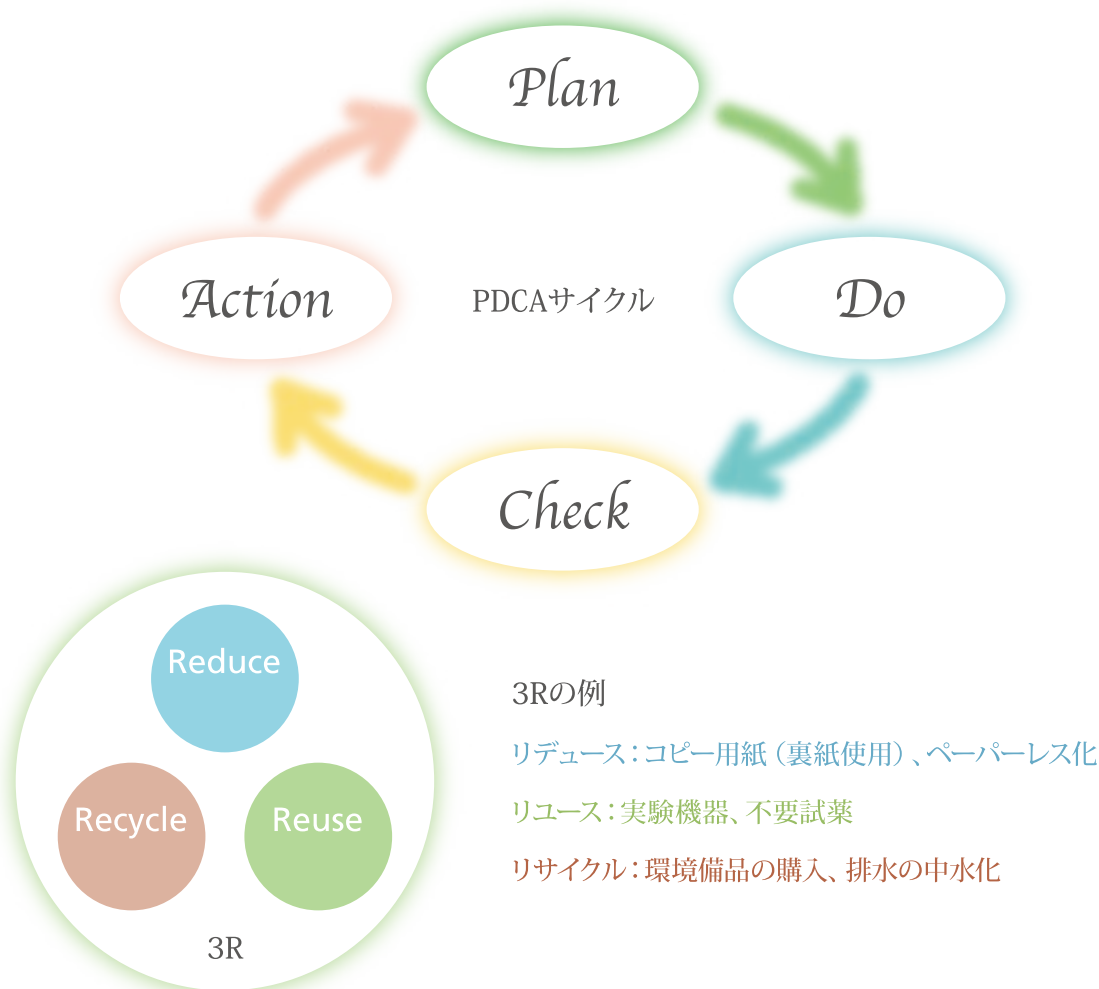 Plan
Action
PDCAサイクル
Do
Check
Reduce
Recycle
Reuse
3R
3Rの例
リデュース：コピー用紙（裏紙使用）、ペーパーレス化
リユース：実験機器、不要試薬
リサイクル：環境備品の購入、排水の中水化